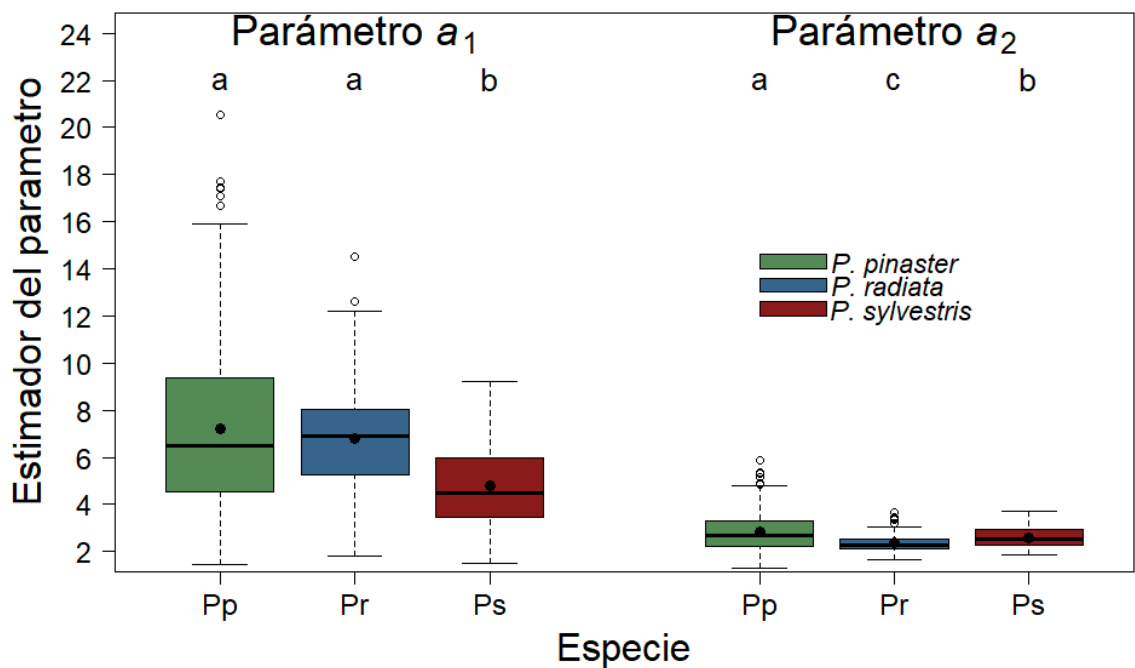 Parámetro a1 Parámetro a2
a a b a c b
24
22
20
18
16
14
12
10
8
6
4
2
Estimador del parametro
P. pinaster
P. radiata
P. sylvestris
Pp Pr Ps Pp Pr Ps
Especie